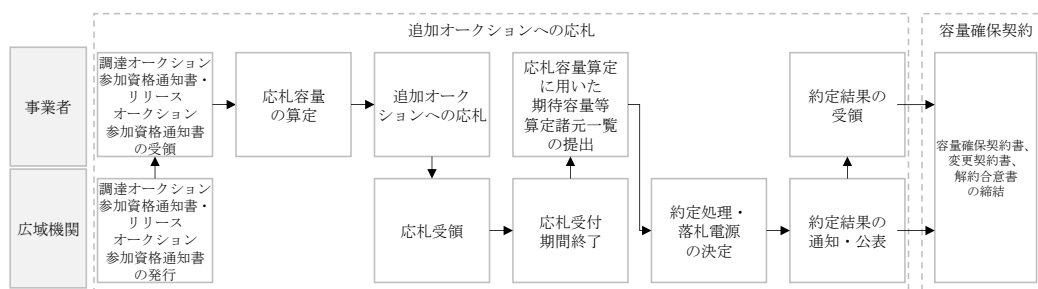 追加オークションへの応札
容量確保契約
事業者
調達オークション
参加資格通知書・
リリース
オークション
参加資格通知書
の受領
応札容量
の算定
追加オーク
ションへの応札
応札容量算定
に用いた
期待容量等
算定諸元一覧
の提出
約定結果の
受領
容量確保契約書、
変更契約書、
解約合意書
の締結
広域機関
調達オークション
参加資格通知書・
リリース
オークション
参加資格通知書
の発行
応札受領
応札受付
期間終了
約定処理・
落札電源
の決定
約定結果の
通知・公表